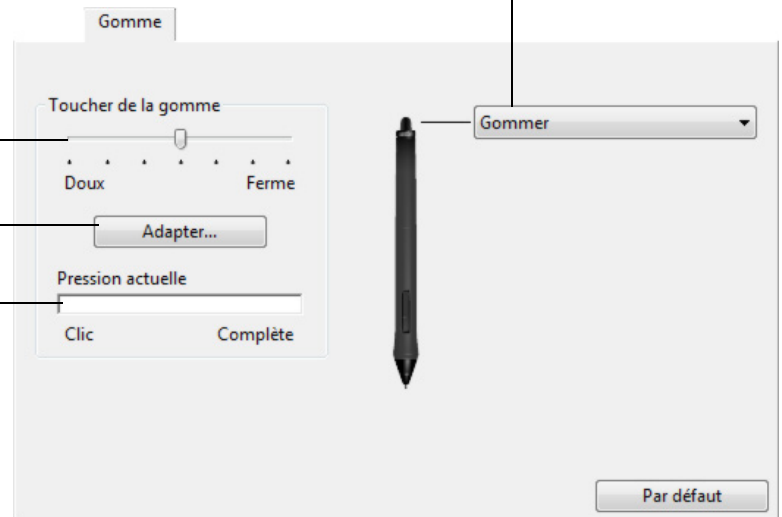 Gomme
Toucher de la gomme
Gommer
Doux Ferme
Adapter...
Pression actuelle
Clic Complète
Par défaut